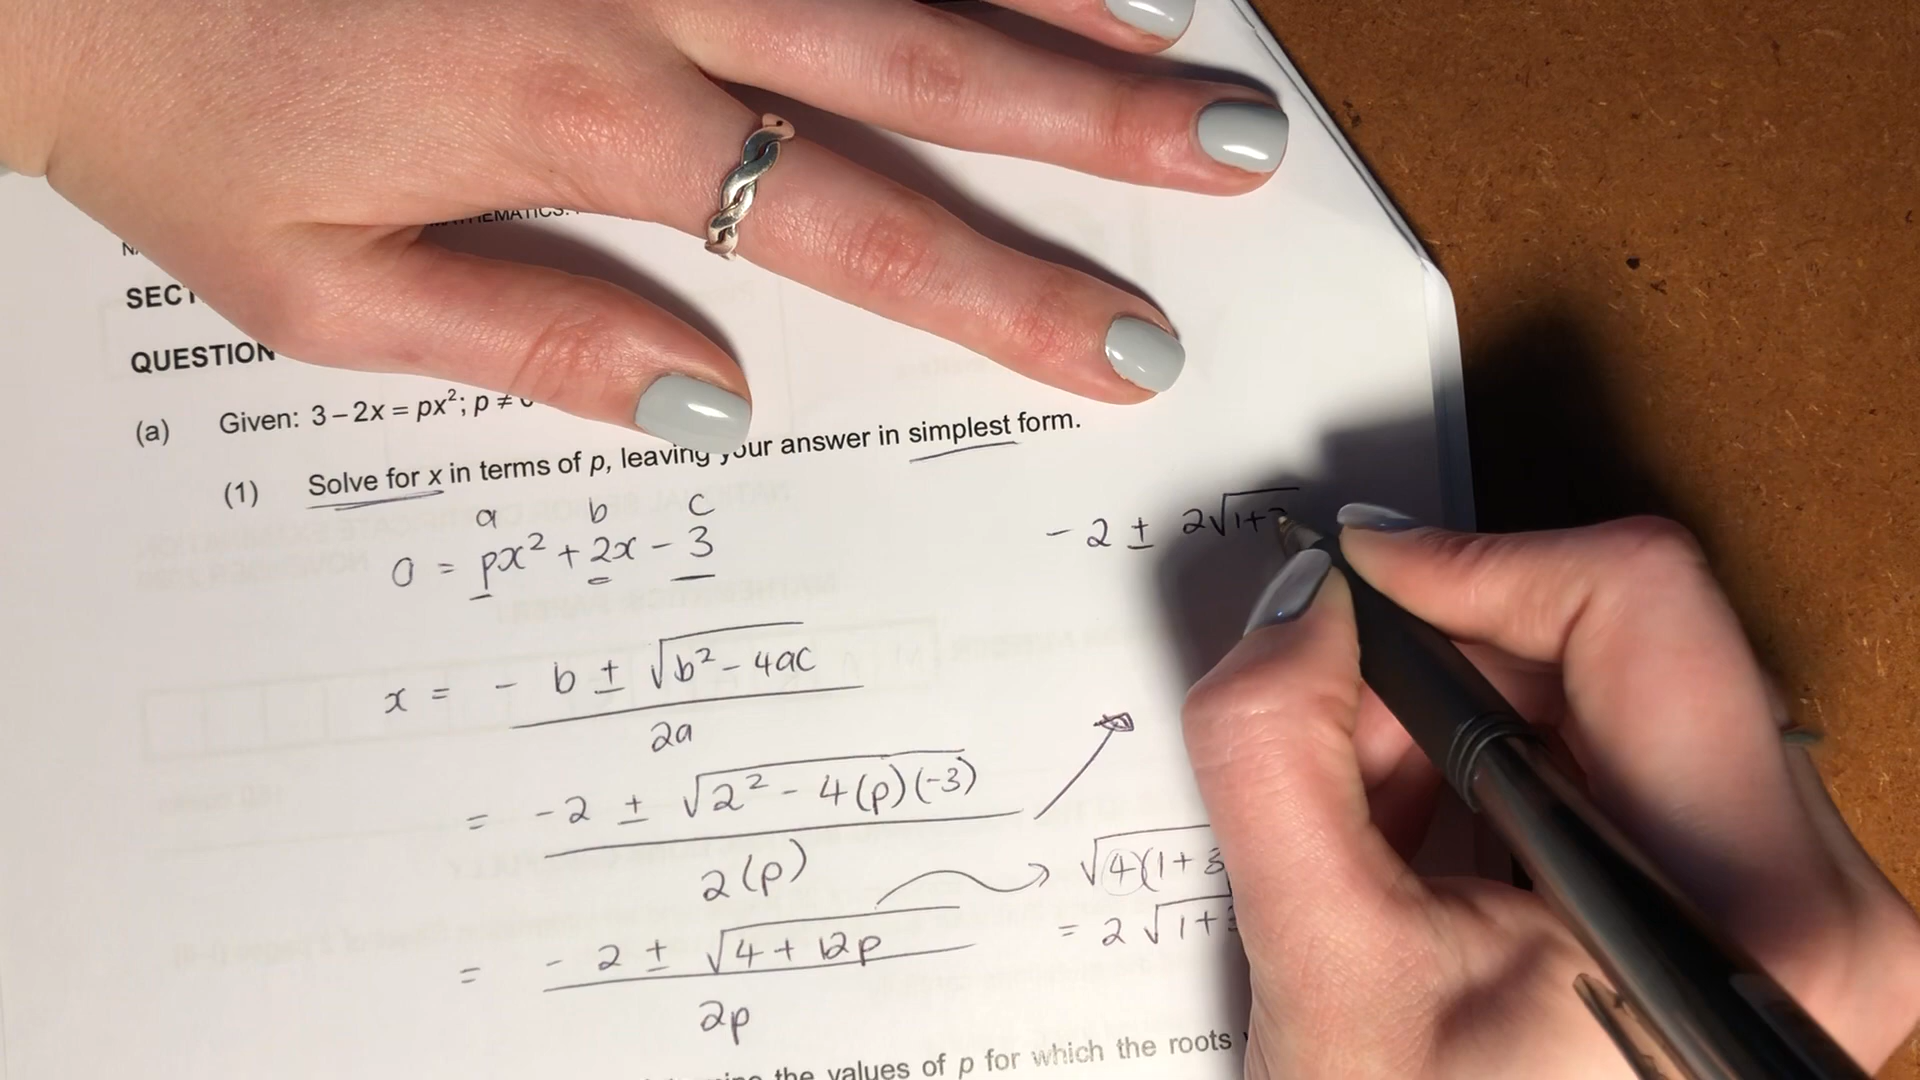 SECT
QUESTION
(a) Given: 3 – 2x = px²; p ≠ 0
(1) Solve for x in terms of p, leaving your answer in simplest form.
a b c
0 = px² + 2x - 3
x = - b ± √b² - 4ac
2a
= -2 ± √2² - 4(p)(-3)
2(p)
= - 2 ± √4 + 12p
2p
- 2 ± 2√1+
√4(1+ 3
= 2 √1+3
the values of p for which the roots